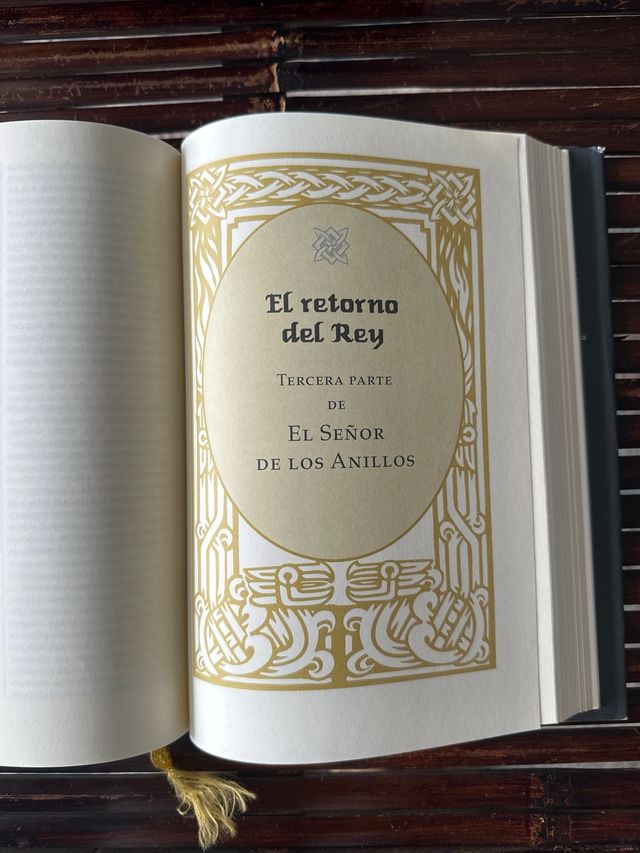 El retorno
del Rey
TERCERA PARTE
DE
EL SEÑOR
DE LOS ANILLOS